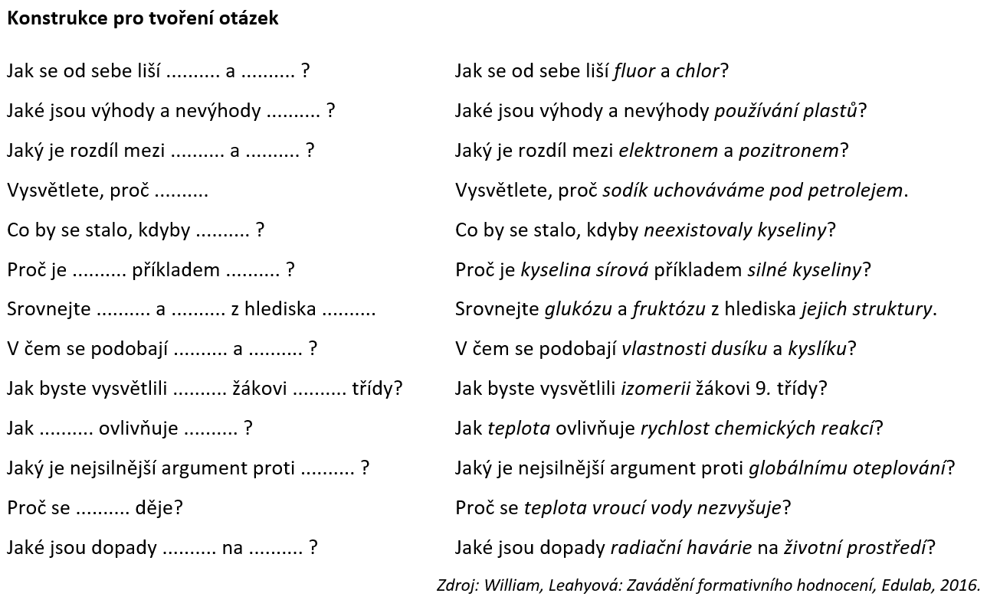 Konstrukce pro tvoření otázek
Jak se od sebe liší .......... a .......... ? Jak se od sebe liší fluor a chlor?
Jaké jsou výhody a nevýhody .......... ? Jaké jsou výhody a nevýhody používání plastů?
Jaký je rozdíl mezi .......... a .......... ? Jaký je rozdíl mezi elektronem a pozitronem?
Vysvětlete, proč .......... Vysvětlete, proč sodík uchováváme pod petrolejem.
Co by se stalo, kdyby .......... ? Co by se stalo, kdyby neexistovaly kyseliny?
Proč je .......... příkladem .......... ? Proč je kyselina sírová příkladem silné kyseliny?
Srovnejte .......... a .......... z hlediska .......... Srovnejte glukózu a fruktózu z hlediska jejich struktury.
V čem se podobají .......... a .......... ? V čem se podobají vlastnosti dusíku a kyslíku?
Jak byste vysvětlili .......... žákovi .......... třídy? Jak byste vysvětlili izomerii žákovi 9. třídy?
Jak .......... ovlivňuje .......... ? Jak teplota ovlivňuje rychlost chemických reakcí?
Jaký je nejsilnější argument proti .......... ? Jaký je nejsilnější argument proti globálnímu oteplování?
Proč se .......... děje? Proč se teplota vroucí vody nezvyšuje?
Jaké jsou dopady .......... na .......... ? Jaké jsou dopady radiační havárie na životní prostředí?
Zdroj: William, Leahyová: Zavádění formativního hodnocení, Edulab, 2016.